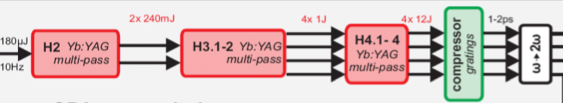 180µJ
10Hz
H2 Yb:YAG
multi-pass
2x 240mJ
H3.1-2 Yb:YAG
multi-pass
4x 1J
H4.1- 4
Yb:YAG
multi-pass
4x 12J
compressor
gratings
1-2ps
ω→2ω